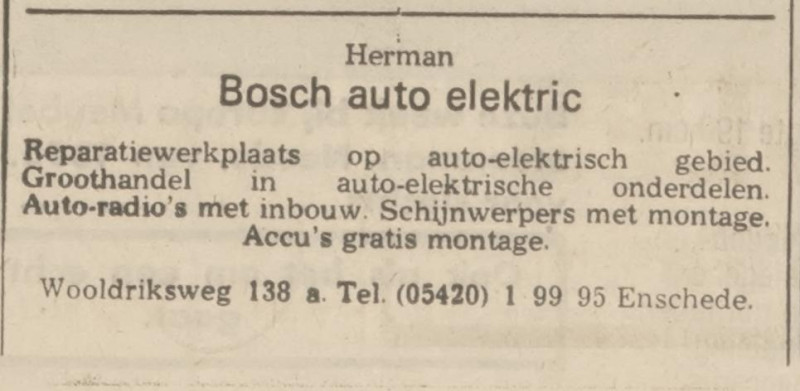 Herman
Bosch auto elektric
Reparatiewerkplaats op auto-elektrisch gebied.
Groothandel in auto-elektrische onderdelen.
Auto-radio's met inbouw. Schijnwerpers met montage.
Accu's gratis montage.
Wooldriksweg 138 a. Tel. (05420) 1 99 95 Enschede.